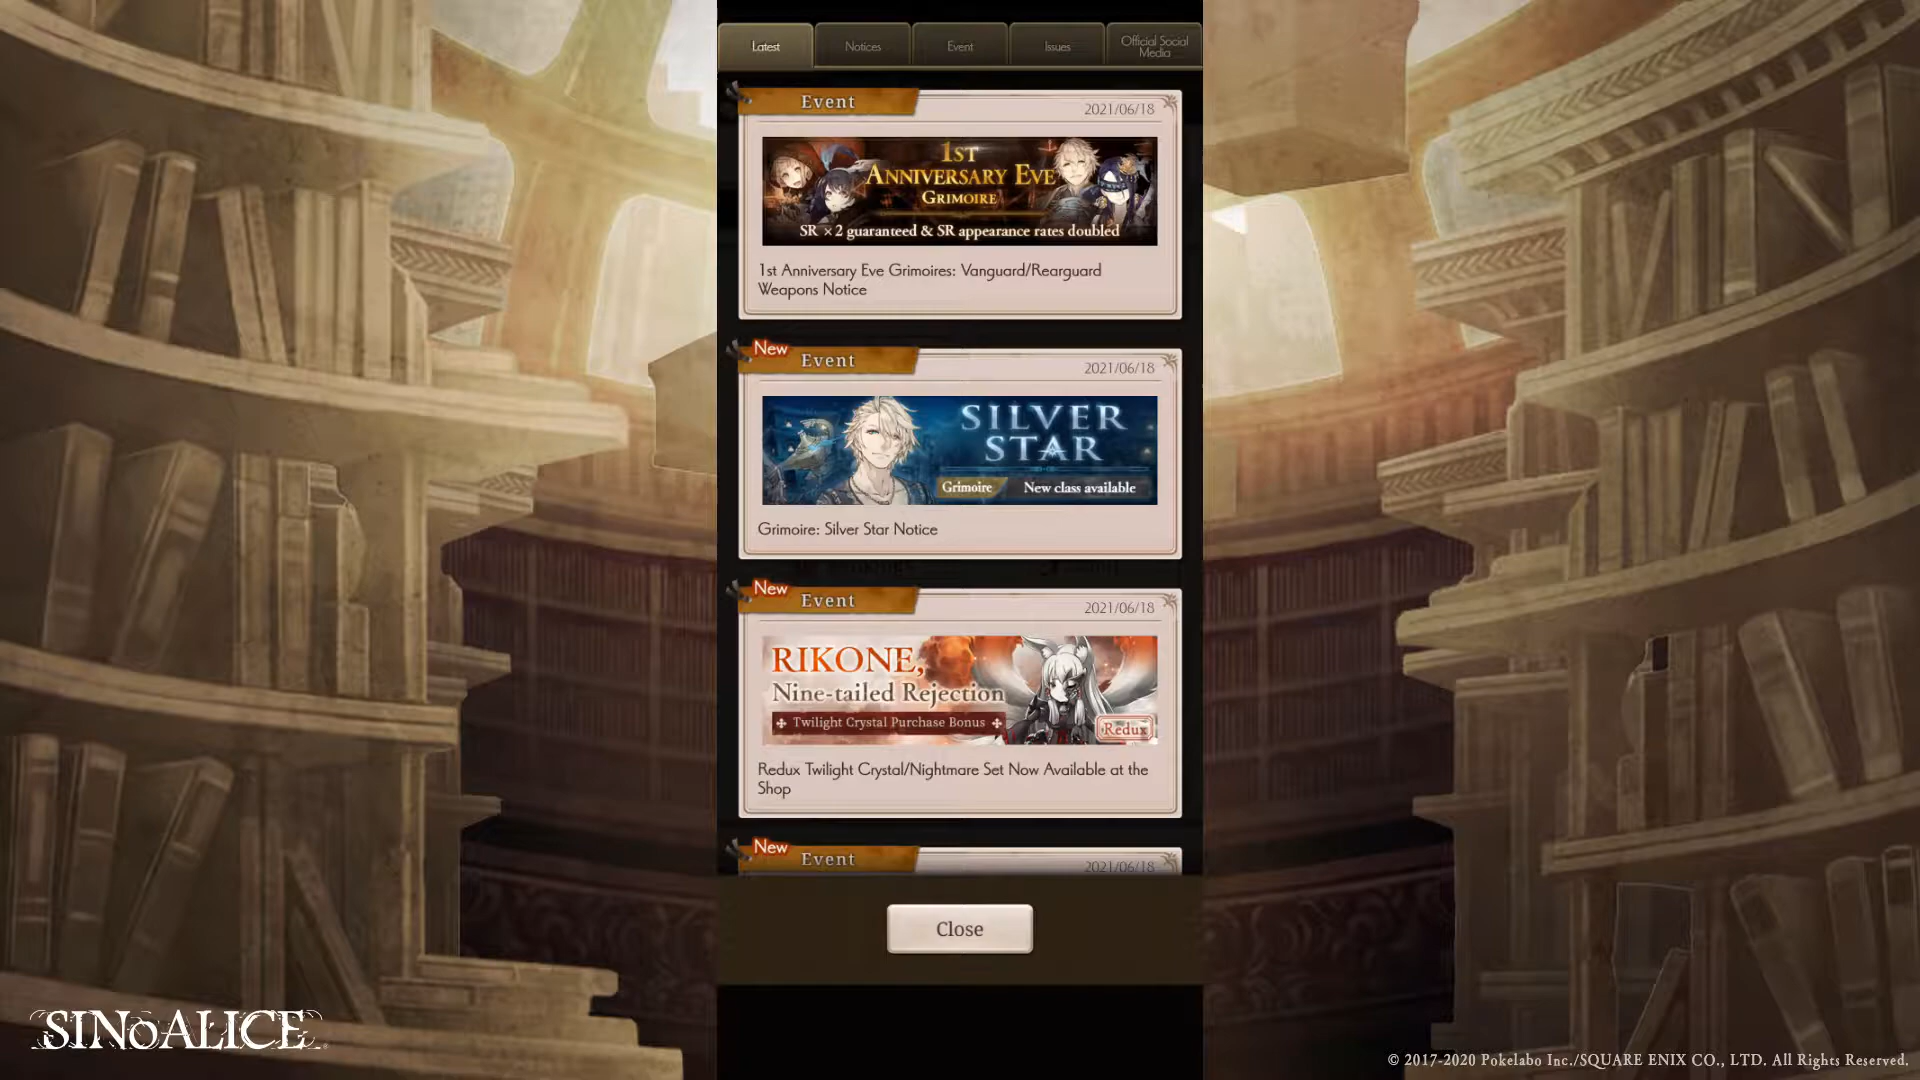 Latest
Notices
Event
Issues
Official Social
Media
Event
2021/06/18
1ST
ANNIVERSARY EVE
GRIMOIRE
SR ×2 guaranteed & SR appearance rates doubled
1st Anniversary Eve Grimoires: Vanguard/Rearguard
Weapons Notice
New
Event
2021/06/18
SILVER
STAR
Grimoire
New class available
Grimoire: Silver Star Notice
New
Event
2021/06/18
RIKONE,
Nine-tailed Rejection
Twilight Crystal Purchase Bonus
Redux
Redux Twilight Crystal/Nightmare Set Now Available at the
Shop
New
Event
2021/06/18
Close
SINoALICE
© 2017-2020 Pokelabo Inc./SQUARE ENIX CO., LTD. All Rights Reserved.